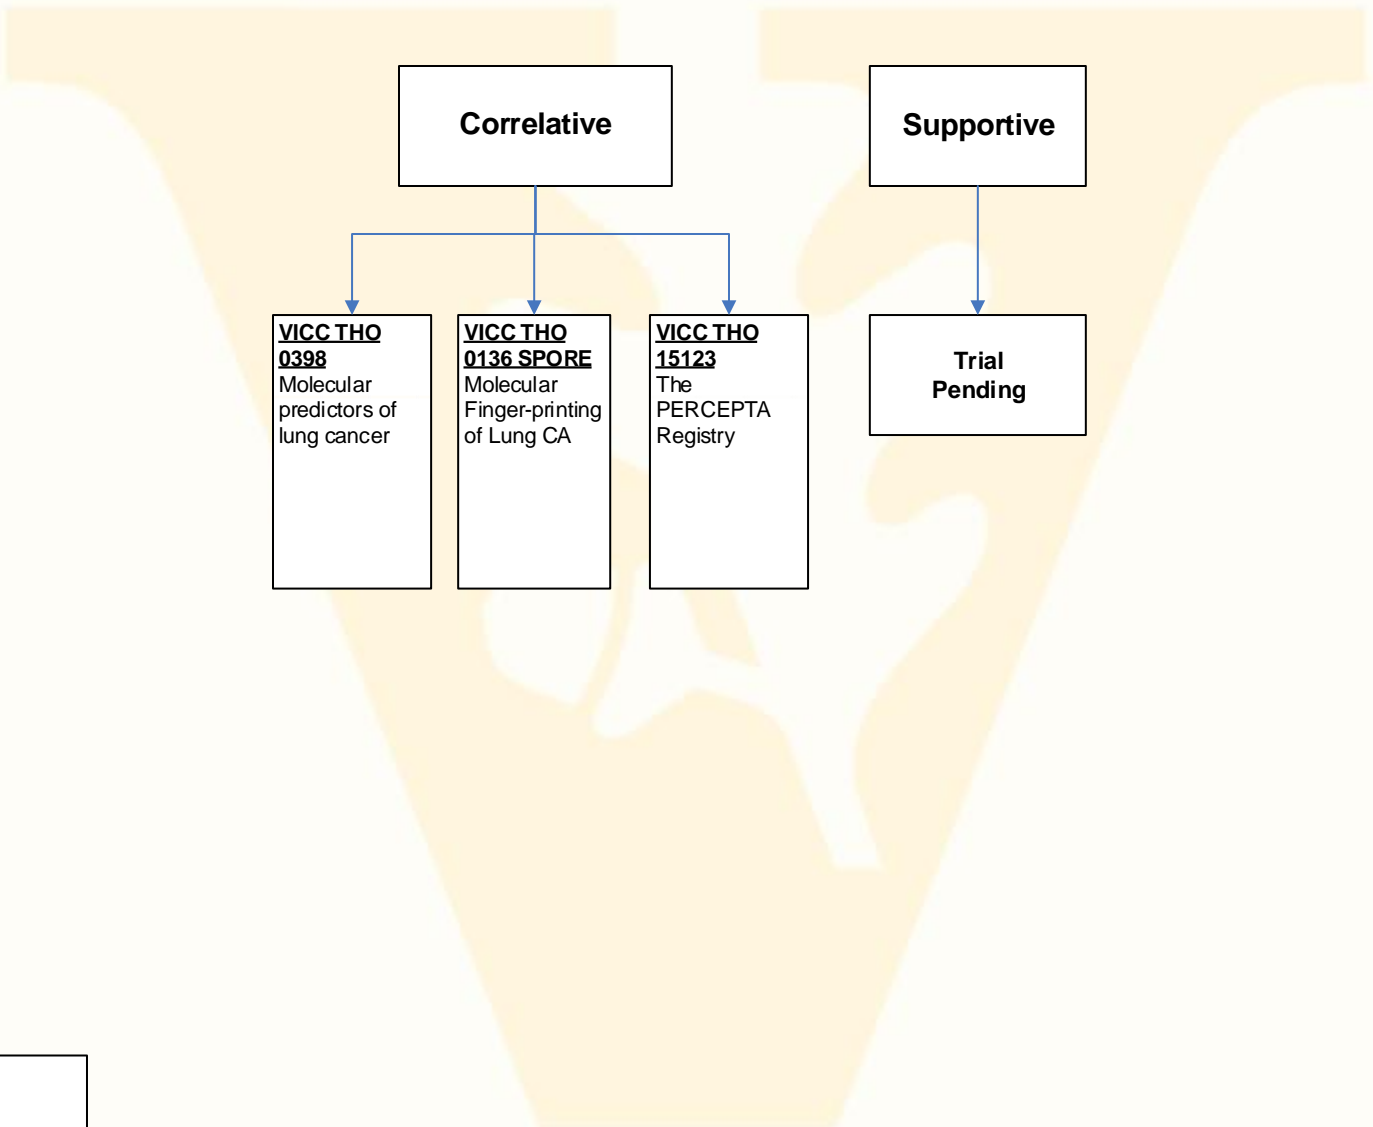 Correlative
Supportive
VICC THO
0398
Molecular
predictors of
lung cancer
VICC THO
0136 SPORE
Molecular
Finger-printing
of Lung CA
VICC THO
15123
The
PERCEPTA
Registry
Trial
Pending